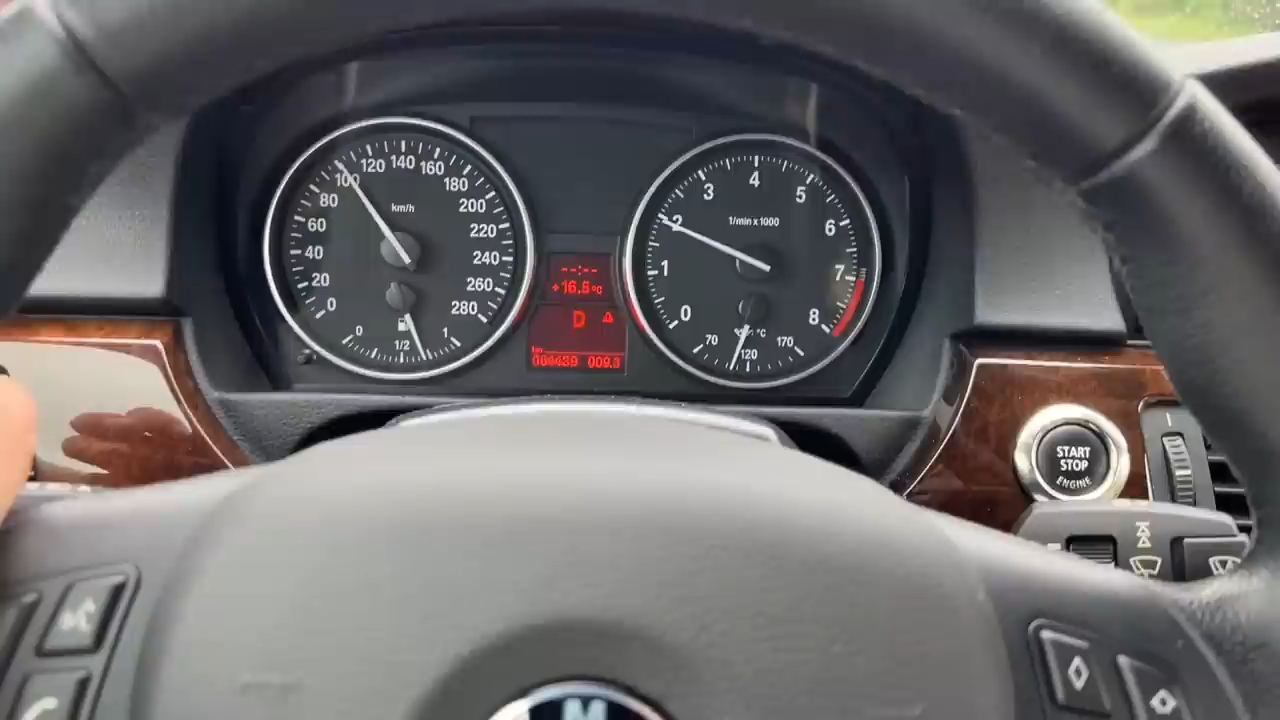 0 20 40 60 80 100 120 140 160 180 200 220 240 260 280
km/h
0 1/2 1
--:--
+16,5°C
D
km
0 1 2 3 4 5 6 7 8
1/min x 1000
°C
70 120 170
START
STOP
ENGINE
M